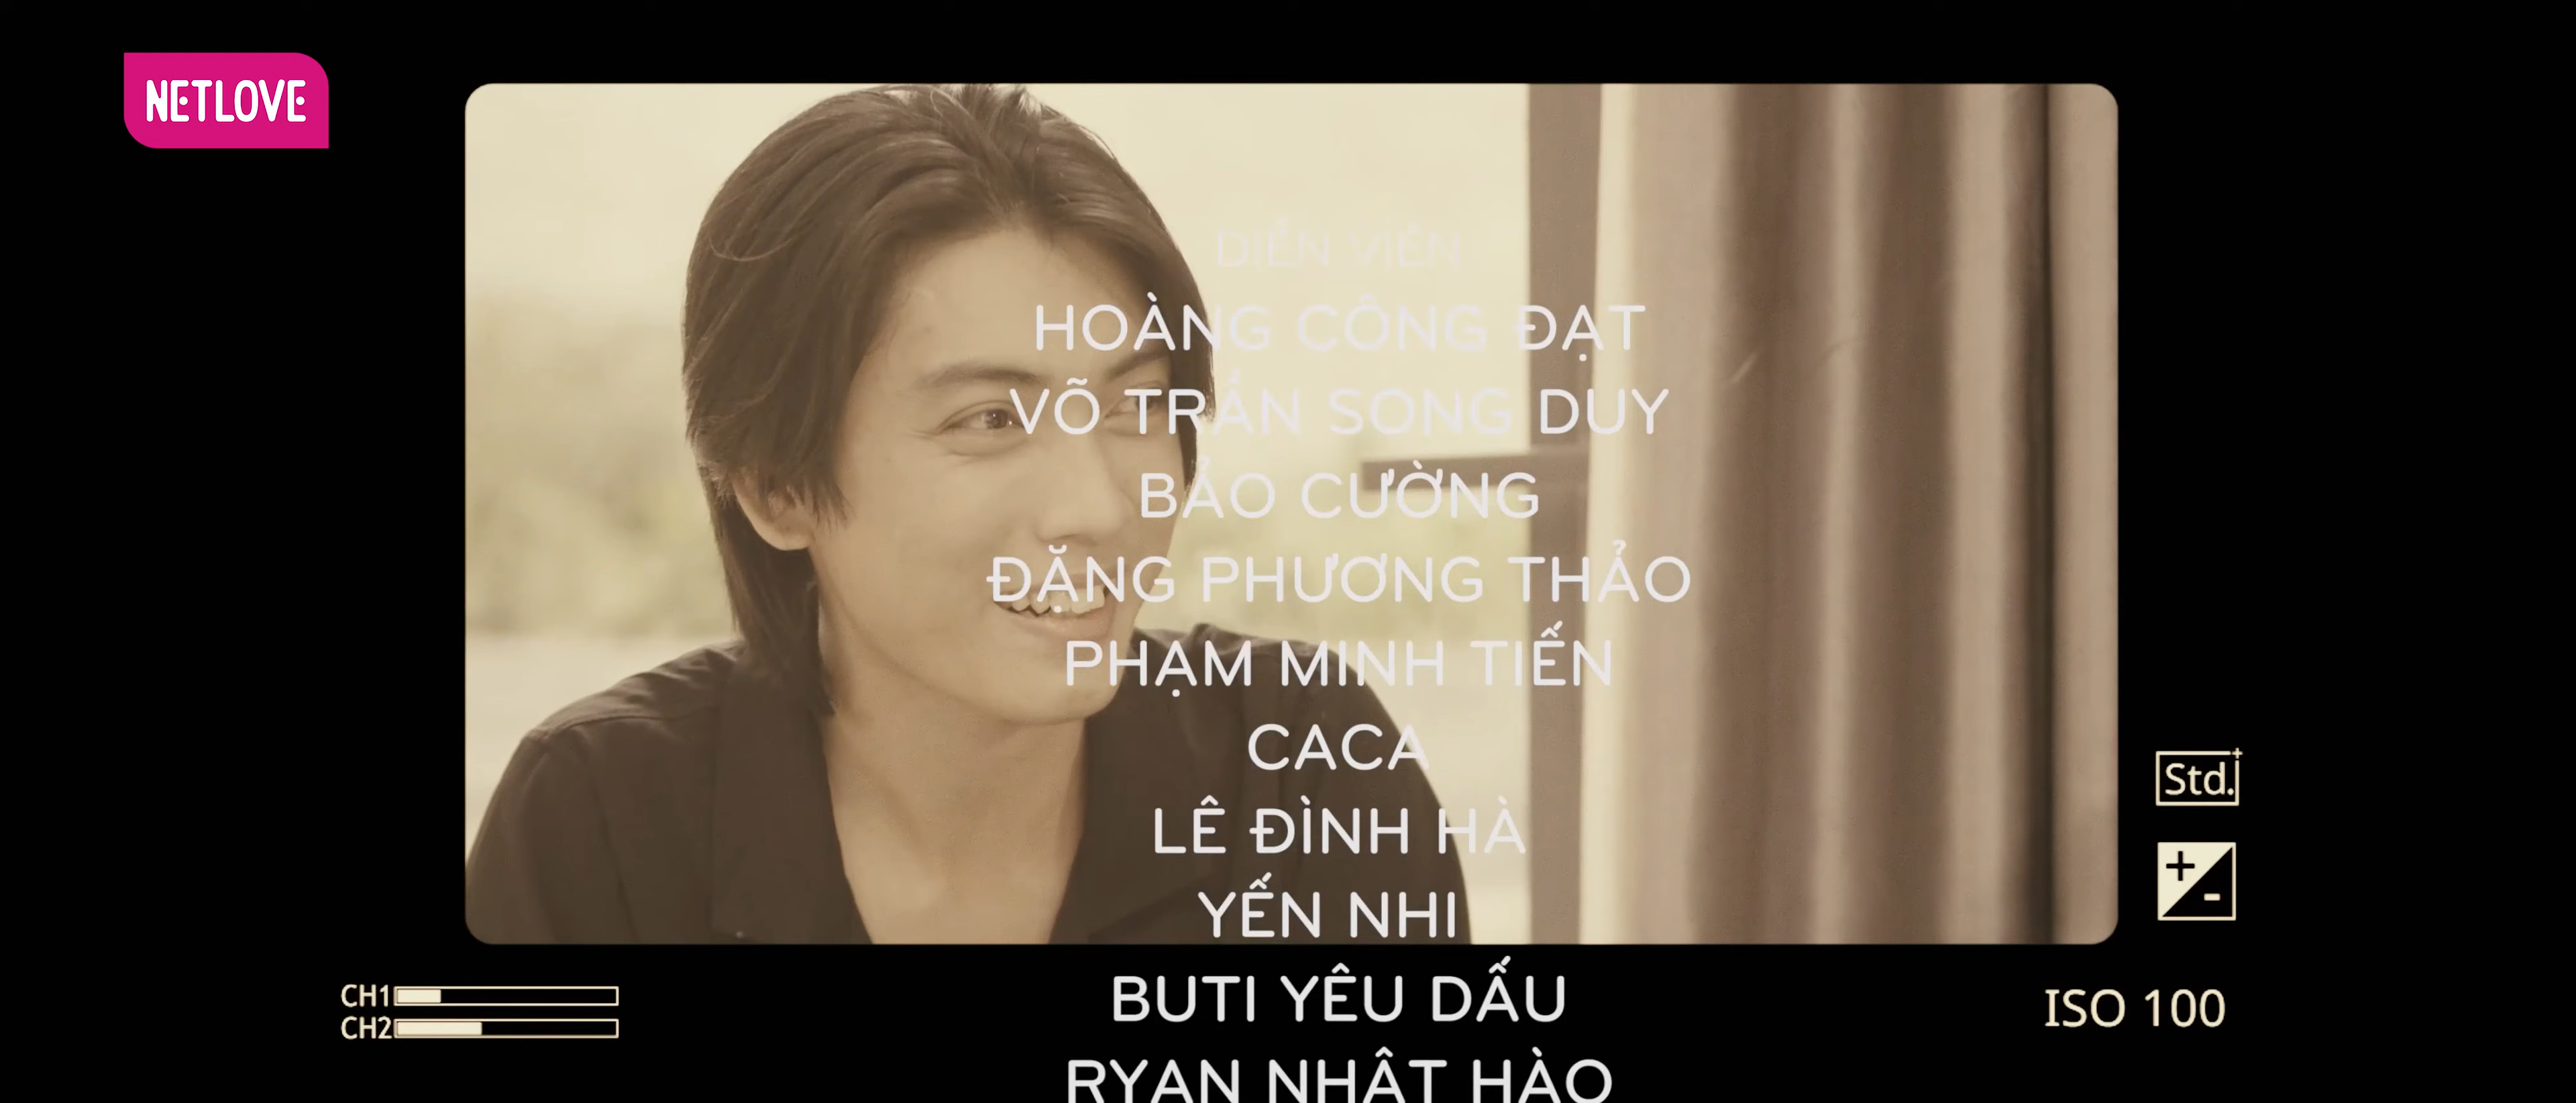 NETLOVE
DIỄN VIÊN
HOÀNG CÔNG ĐẠT
VÕ TRẦN SONG DUY
BẢO CƯỜNG
ĐẶNG PHƯƠNG THẢO
PHẠM MINH TIẾN
CACA
LÊ ĐÌNH HÀ
YẾN NHI
BUTI YÊU DẤU
RYAN NHẬT HÀO
Std.
+
-
CH1
CH2
ISO 100